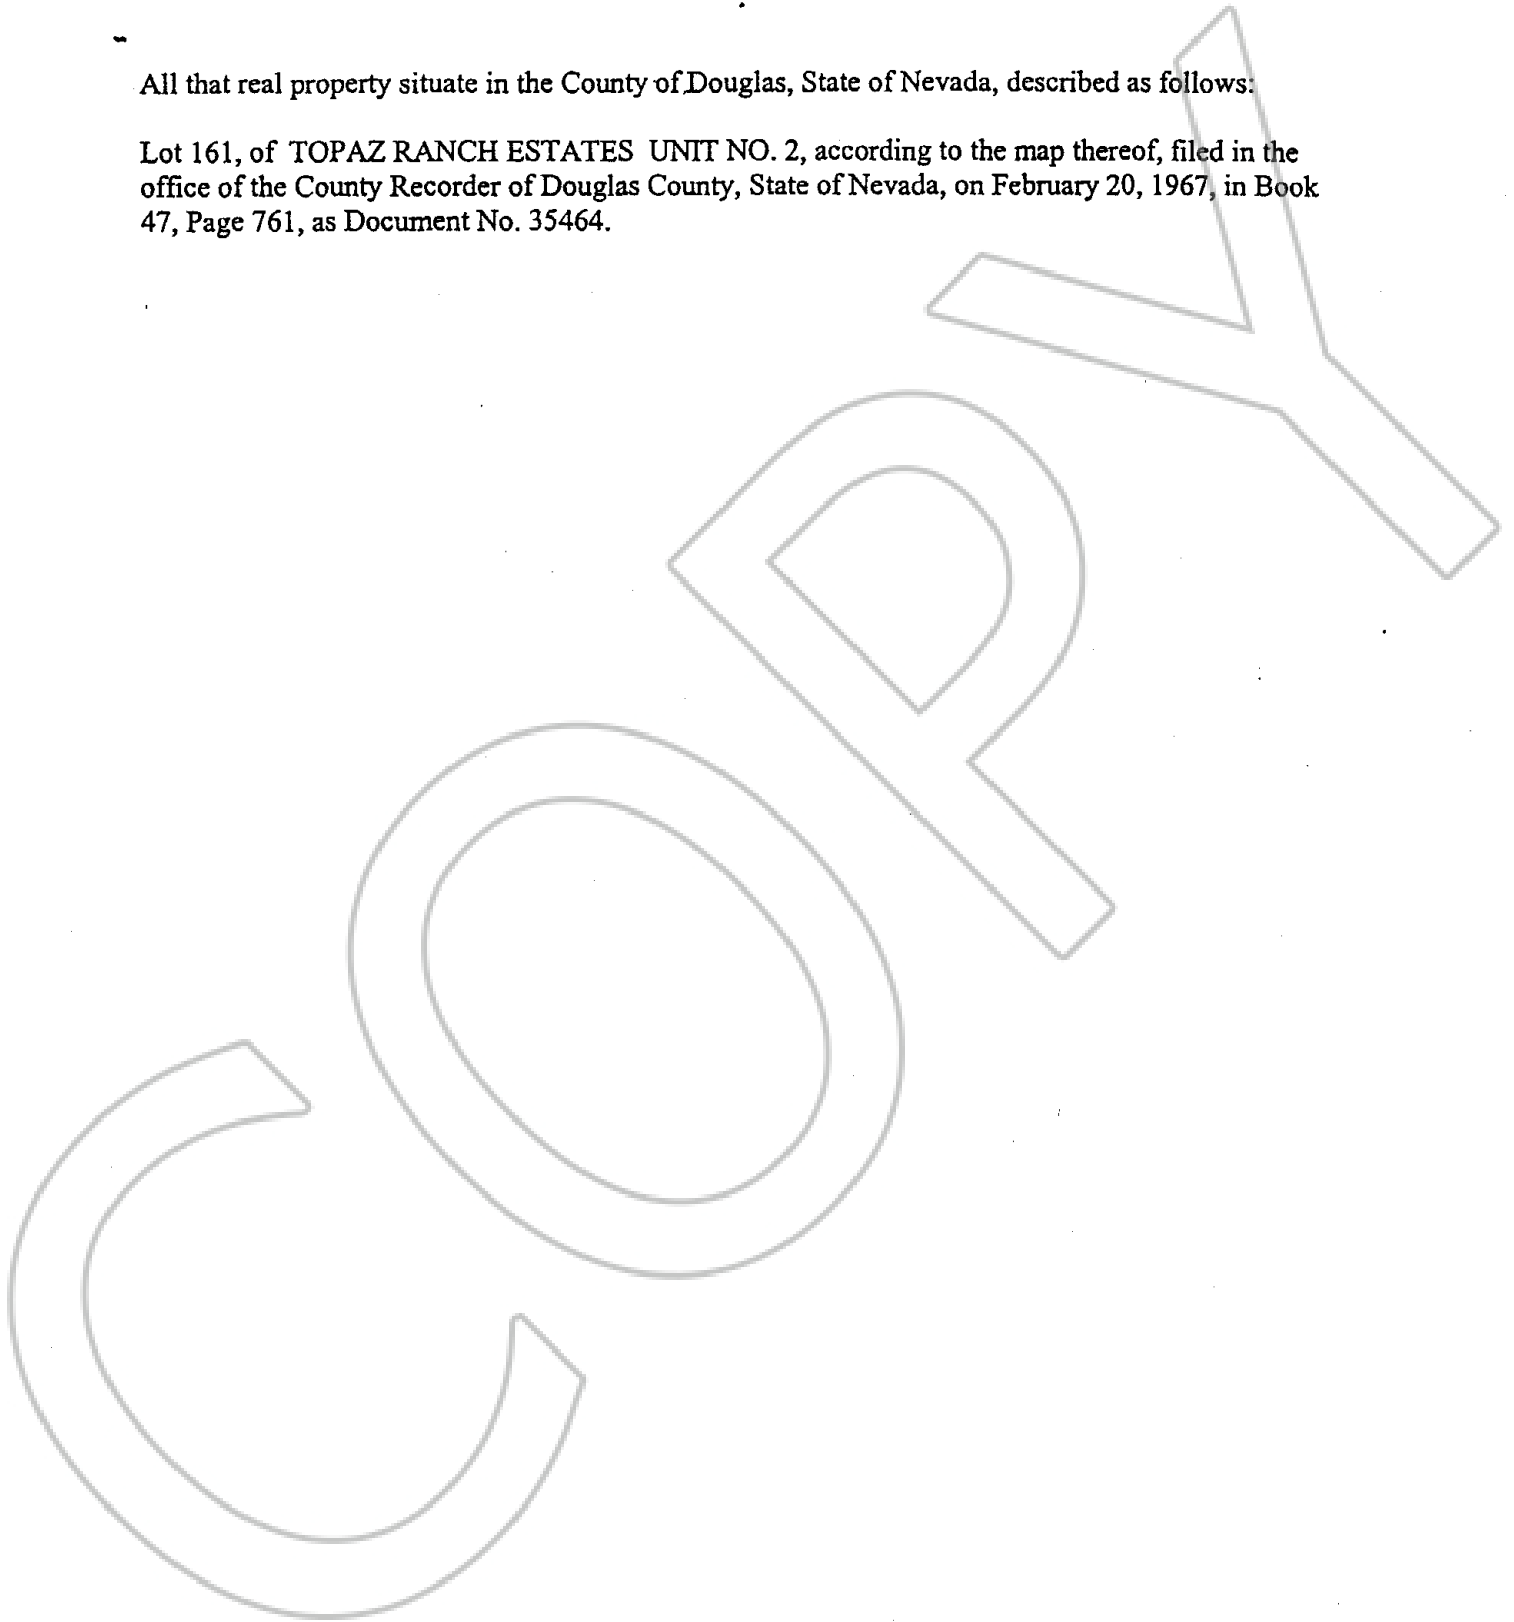 All that real property situate in the County of Douglas, State of Nevada, described as follows:
Lot 161, of TOPAZ RANCH ESTATES UNIT NO. 2, according to the map thereof, filed in the
office of the County Recorder of Douglas County, State of Nevada, on February 20, 1967, in Book
47, Page 761, as Document No. 35464.
COPY